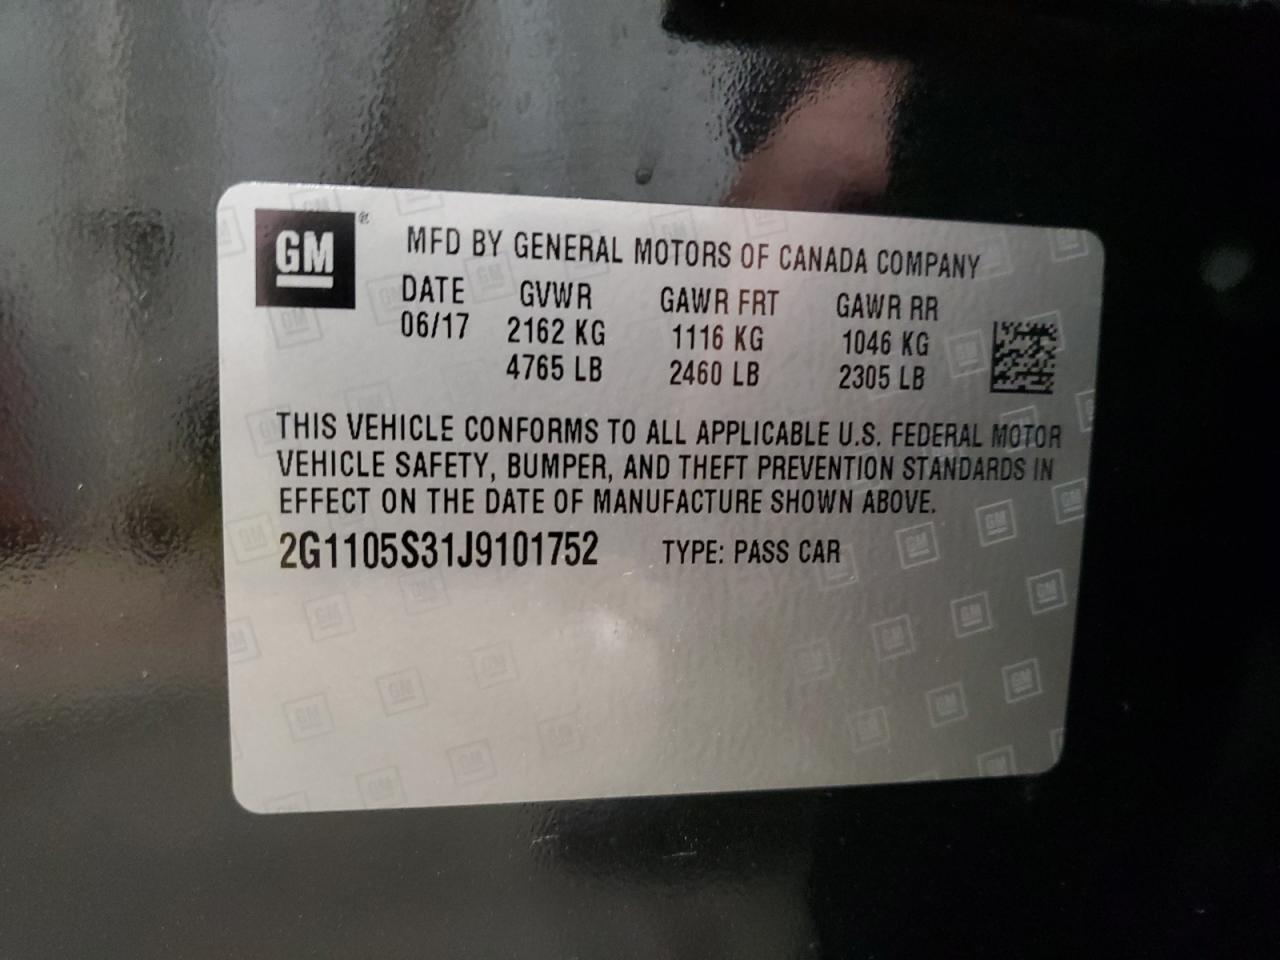 GM ®
MFD BY GENERAL MOTORS OF CANADA COMPANY
DATE GVWR GAWR FRT GAWR RR
06/17 2162 KG 1116 KG 1046 KG
4765 LB 2460 LB 2305 LB
THIS VEHICLE CONFORMS TO ALL APPLICABLE U.S. FEDERAL MOTOR
VEHICLE SAFETY, BUMPER, AND THEFT PREVENTION STANDARDS IN
EFFECT ON THE DATE OF MANUFACTURE SHOWN ABOVE.
2G1105S31J9101752 TYPE: PASS CAR